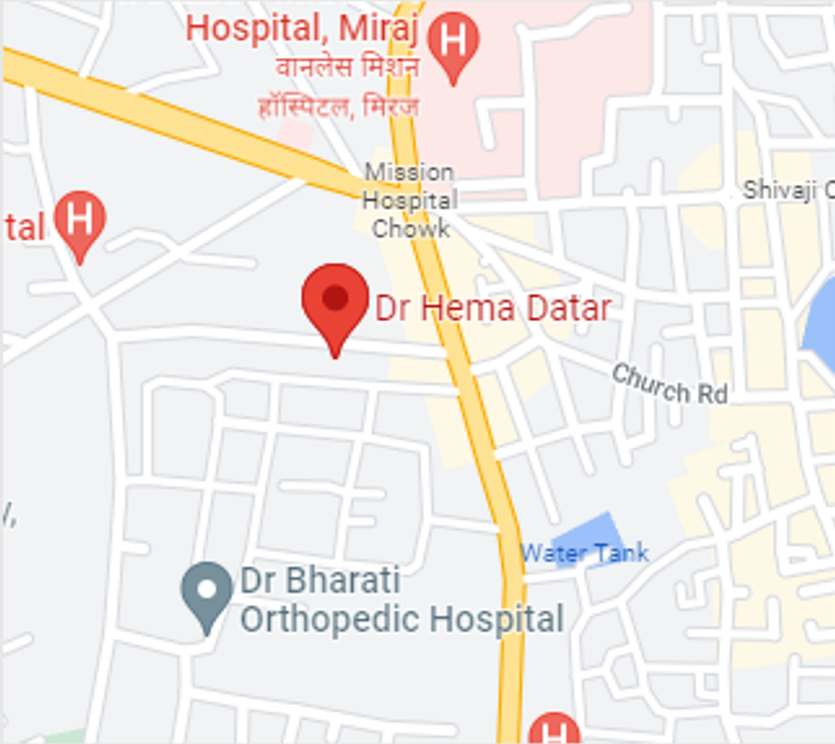 Hospital, Miraj
वानलेस मिशन
हॉस्पिटल, मिरज
Mission
Hospital
Chowk
Shivaji C
tal
H
H
Dr Hema Datar
Church Rd
Water Tank
Dr Bharati
Orthopedic Hospital
H